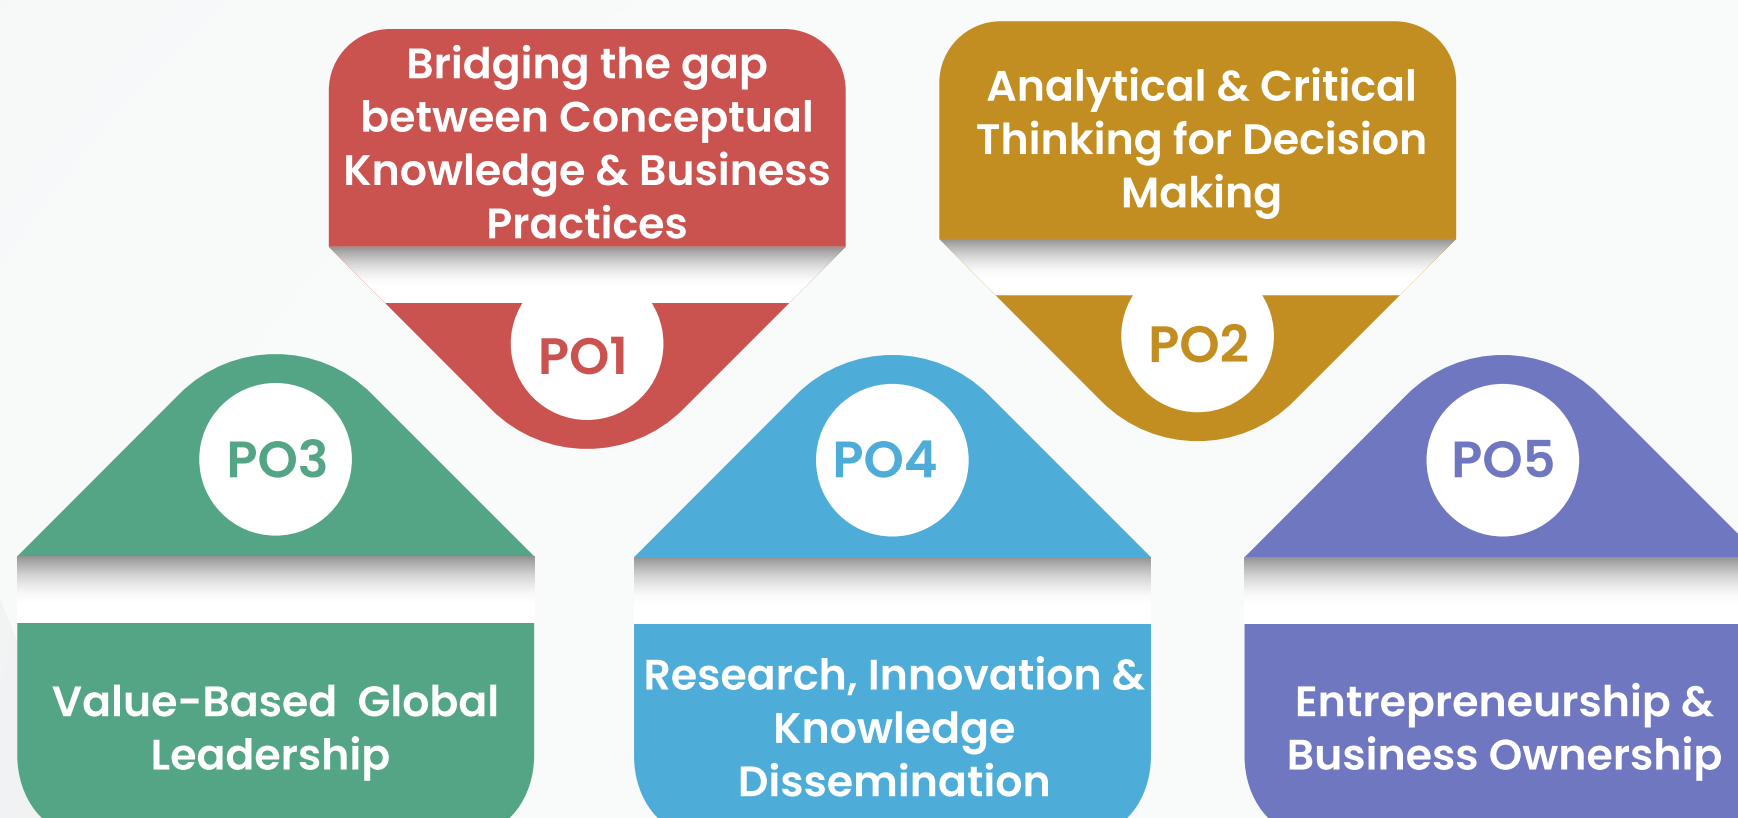 Bridging the gap
between Conceptual
Knowledge & Business
Practices
PO1
Analytical & Critical
Thinking for Decision
Making
PO2
PO3
Value-Based Global
Leadership
PO4
Research, Innovation &
Knowledge
Dissemination
PO5
Entrepreneurship &
Business Ownership